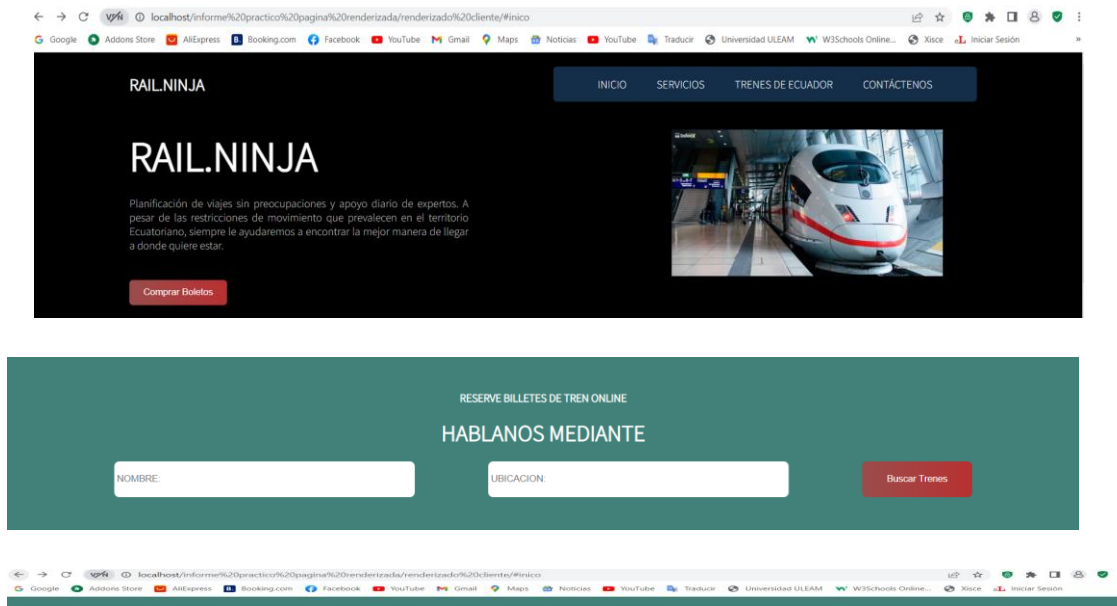 VPN localhost/informe%20practico%20pagina%20renderizada/renderizado%20cliente/#inico
Google Addons Store AliExpress Booking.com Facebook YouTube Gmail Maps Noticias YouTube Traducir Universidad ULEAM W3Schools Online... Xisce Iniciar Sesión »
RAIL.NINJA INICIO SERVICIOS TRENES DE ECUADOR CONTÁCTENOS
RAIL.NINJA
Planificación de viajes sin preocupaciones y apoyo diario de expertos. A
pesar de las restricciones de movimiento que prevalecen en el territorio
Ecuatoriano, siempre le ayudaremos a encontrar la mejor manera de llegar
a donde quiere estar.
Comprar Boletos
RESERVE BILLETES DE TREN ONLINE
HABLANOS MEDIANTE
NOMBRE: UBICACION: Buscar Trenes
VPN localhost/informe%20practico%20pagina%20renderizada/renderizado%20cliente/#inico
Google Addons Store AliExpress Booking.com Facebook YouTube Gmail Maps Noticias YouTube Traducir Universidad ULEAM W3Schools Online... Xisce Iniciar Sesión